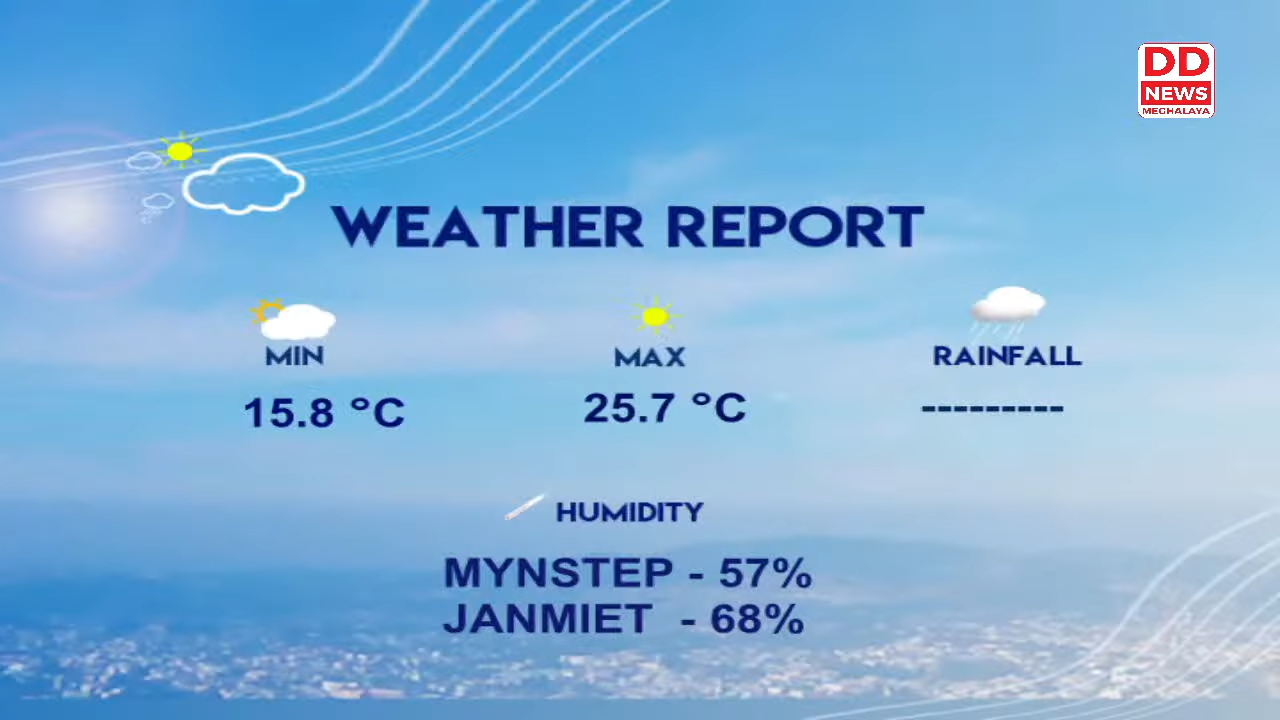 DD
NEWS
MEGHALAYA
WEATHER REPORT
MIN
MAX
RAINFALL
15.8 °C
25.7 °C
---------
HUMIDITY
MYNSTEP - 57%
JANMIET - 68%